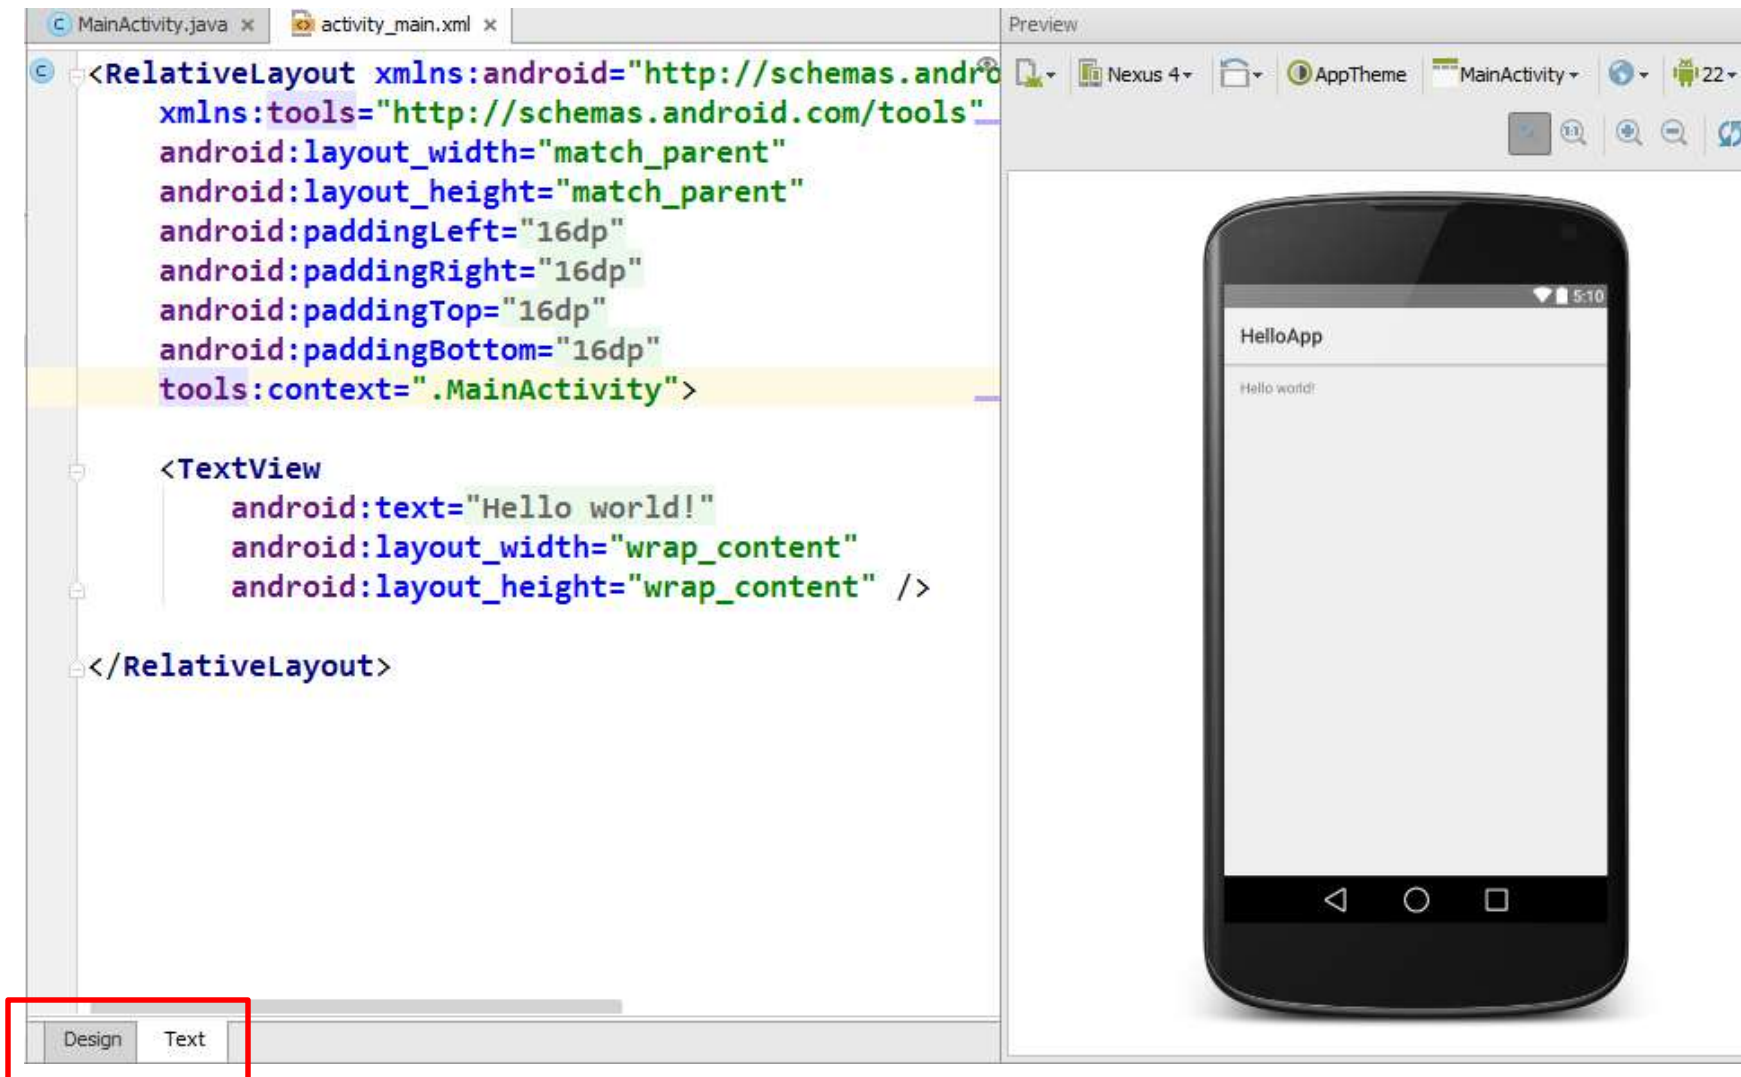 MainActivity.java
activity_main.xml
<RelativeLayout xmlns:android="http://schemas.andro
xmlns:tools="http://schemas.android.com/tools"
android:layout_width="match_parent"
android:layout_height="match_parent"
android:paddingLeft="16dp"
android:paddingRight="16dp"
android:paddingTop="16dp"
android:paddingBottom="16dp"
tools:context=".MainActivity">
<TextView
android:text="Hello world!"
android:layout_width="wrap_content"
android:layout_height="wrap_content" />
</RelativeLayout>
Design
Text
Preview
Nexus 4
AppTheme
MainActivity
22
1:1
5:10
HelloApp
Hello world!